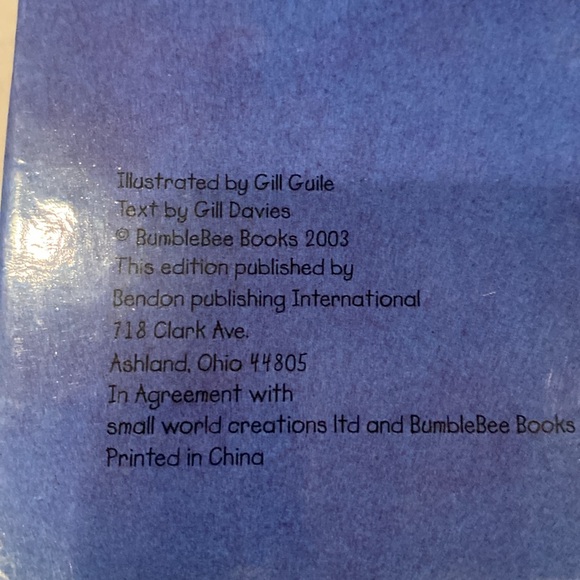 Illustrated by Gill Guile
Text by Gill Davies
© BumbleBee Books 2003
This edition published by
Bendon publishing International
718 Clark Ave.
Ashland, Ohio 44805
In Agreement with
small world creations ltd and BumbleBee Books
Printed in China